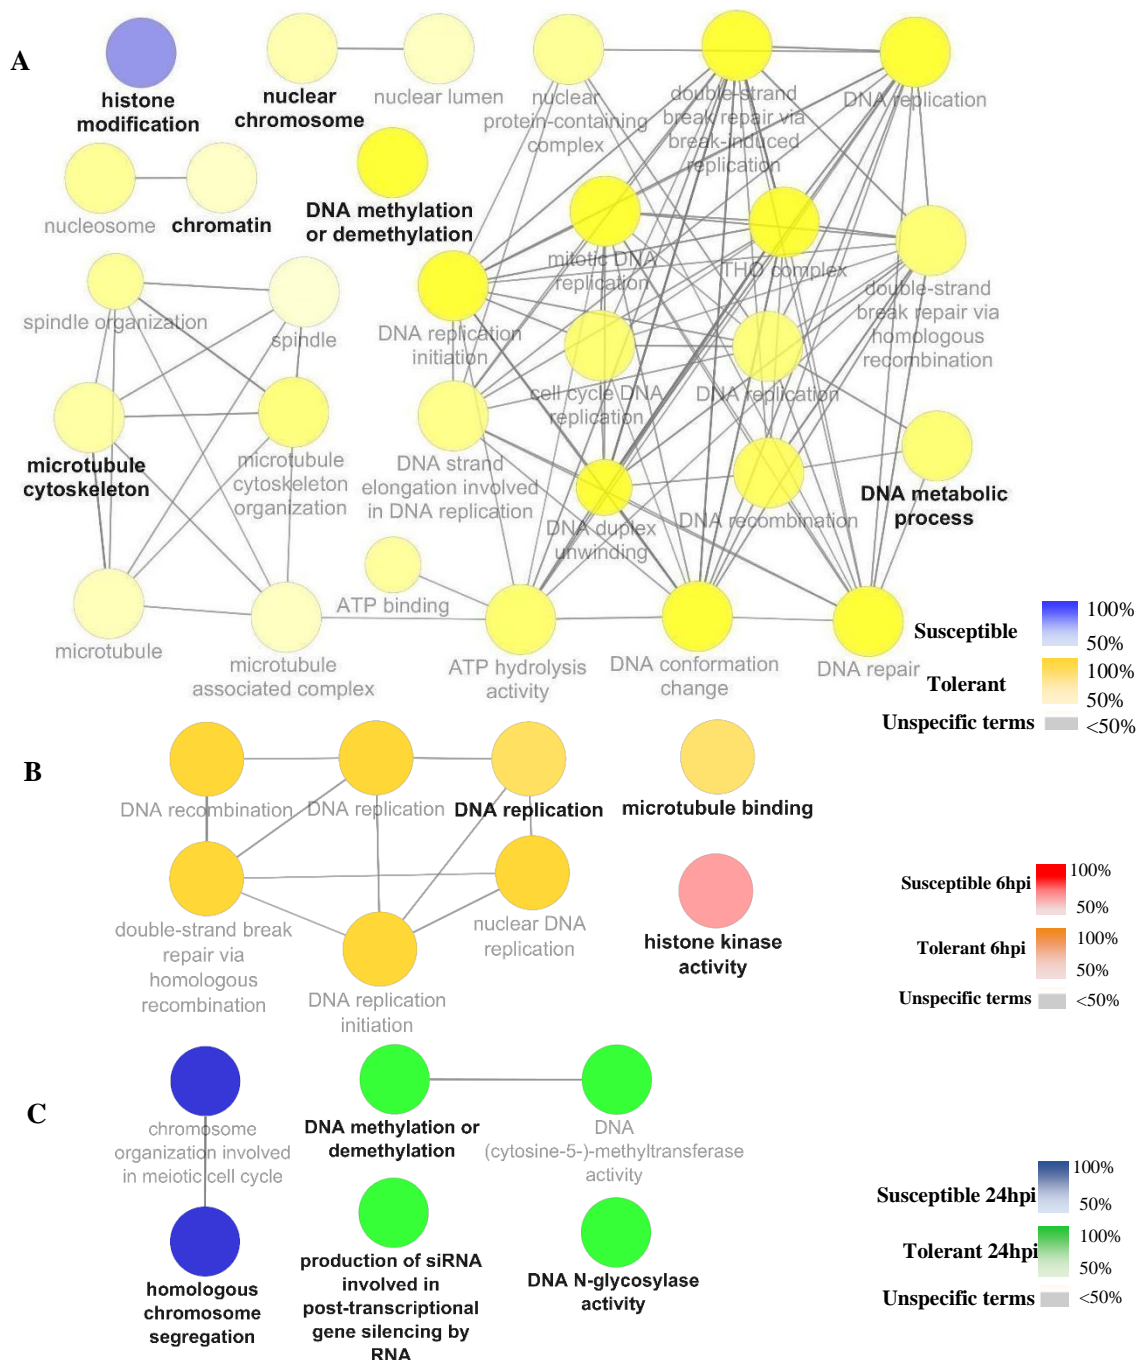 A
histone
modification
nuclear
chromosome
nuclear lumen
nuclear
protein-containing
complex
double-strand
break repair via
break-induced
replication
DNA replication
nucleosome
chromatin
DNA methylation
or demethylation
mitotic DNA
replication
THO complex
double-strand
break repair via
homologous
recombination
spindle organization
spindle
DNA replication
initiation
cell cycle DNA
replication
DNA replication
microtubule
cytoskeleton
microtubule
cytoskeleton
organization
DNA strand
elongation involved
in DNA replication
DNA duplex
unwinding
DNA recombination
DNA metabolic
process
ATP binding
microtubule
microtubule
associated complex
ATP hydrolysis
activity
DNA conformation
change
DNA repair
Susceptible
100%
50%
Tolerant
100%
50%
Unspecific terms
<50%
B
DNA recombination
DNA replication
DNA replication
microtubule binding
double-strand break
repair via
homologous
recombination
DNA replication
initiation
nuclear DNA
replication
histone kinase
activity
Susceptible 6hpi
100%
50%
Tolerant 6hpi
100%
50%
Unspecific terms
<50%
C
chromosome
organization involved
in meiotic cell cycle
DNA methylation or
demethylation
DNA
(cytosine-5-)-methyltransferase
activity
homologous
chromosome
segregation
production of siRNA
involved in
post-transcriptional
gene silencing by
RNA
DNA N-glycosylase
activity
Susceptible 24hpi
100%
50%
Tolerant 24hpi
100%
50%
Unspecific terms
<50%